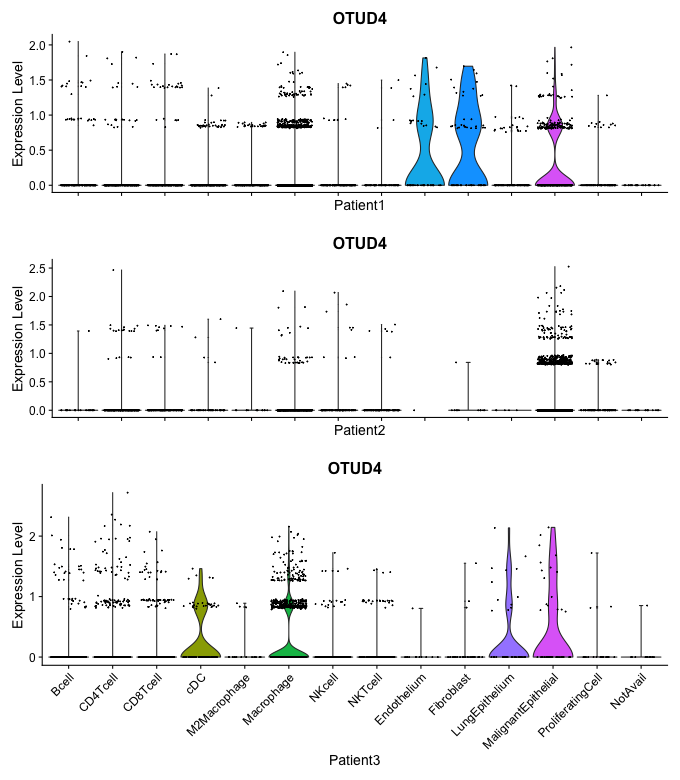 OTUD4
Expression Level
2.0
1.5
1.0
0.5
0.0
Patient1
OTUD4
Expression Level
2.5
2.0
1.5
1.0
0.5
0.0
Patient2
OTUD4
Expression Level
2
1
0
Bcell
CD4Tcell
CD8Tcell
cDC
M2Macrophage
Macrophage
NKcell
NKTcell
Endothelium
Fibroblast
LungEpithelium
MalignantEpithelial
ProliferatingCell
NotAvail
Patient3